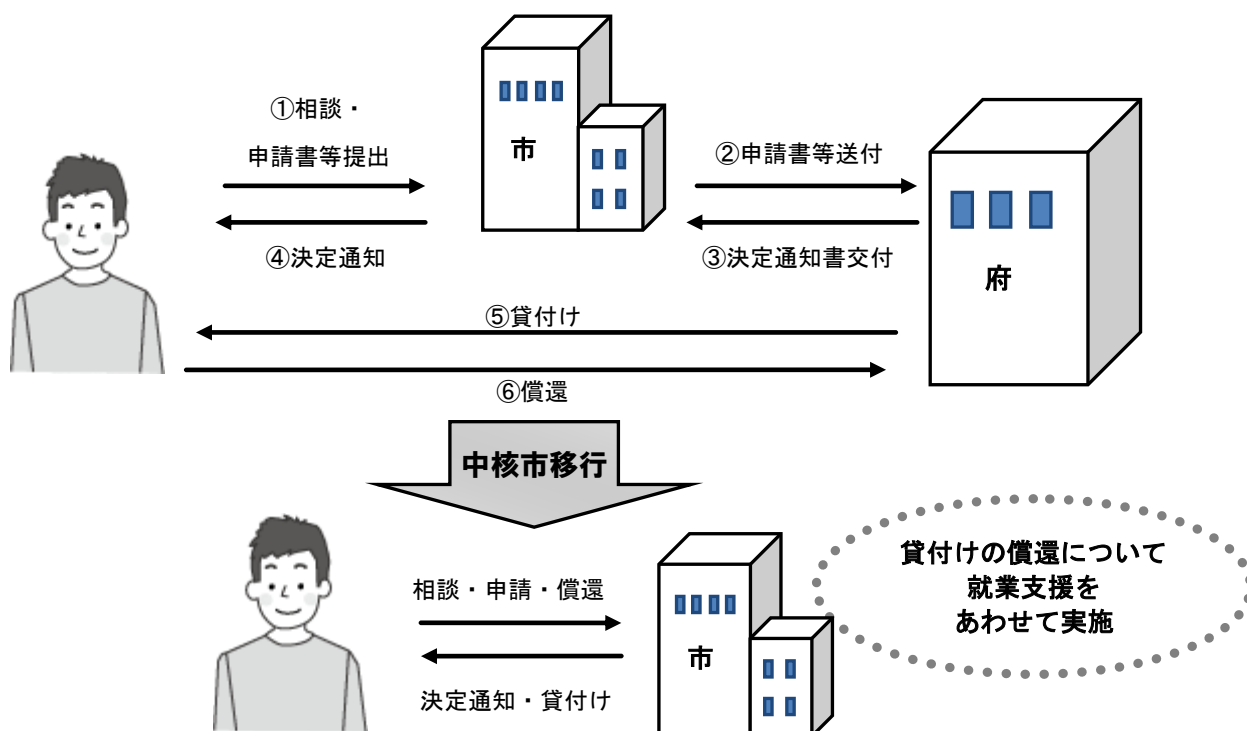 ①相談・
申請書等提出
市
②申請書等送付
④決定通知
③決定通知書交付
府
⑤貸付け
⑥償還
中核市移行
貸付けの償還について
就業支援を
あわせて実施
相談・申請・償還
市
決定通知・貸付け